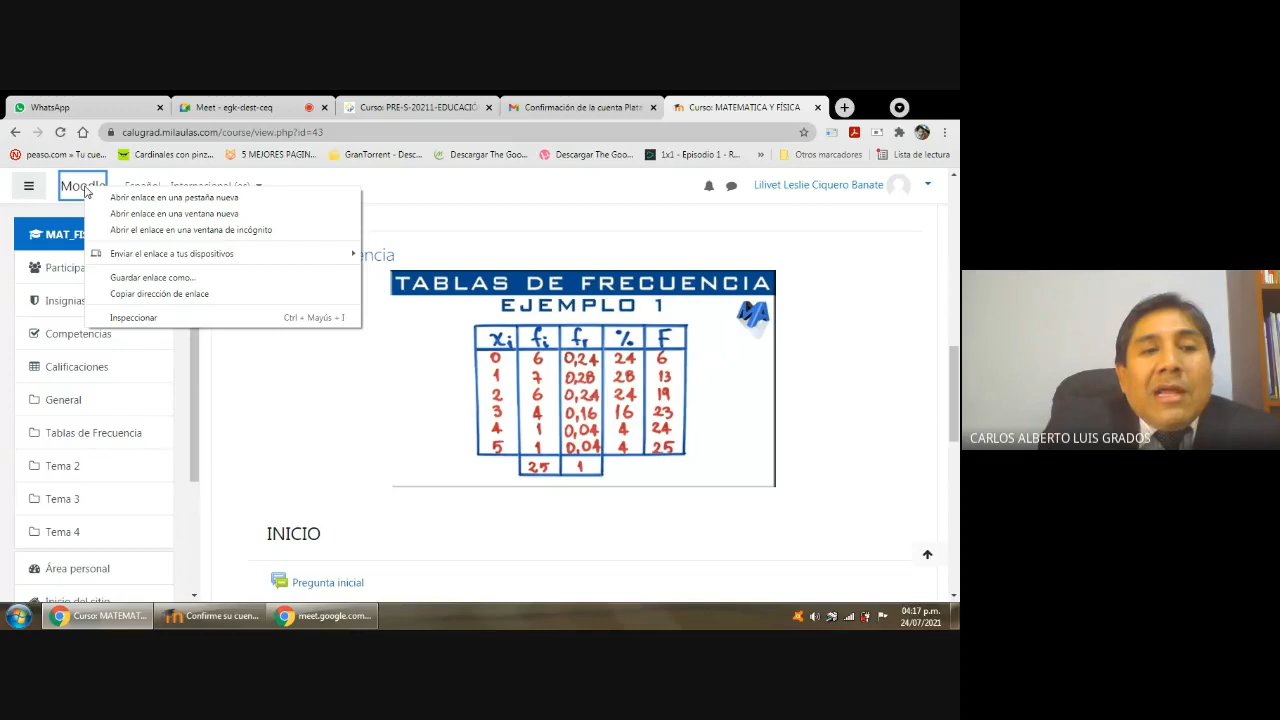 WhatsApp
Meet - egk-dest-ceq
Curso: PRE-S-20211-EDUCACIÓ
Confirmación de la cuenta Plata
Curso: MATEMATICA Y FÍSICA
calugrad.milaulas.com/course/view.php?id=43
peaso.com » Tu cue...
Cardinales con pinz...
5 MEJORES PAGIN...
GranTorrent - Desc...
Descargar The Goo...
Descargar The Goo...
1x1 - Episodio 1 - R...
»
Otros marcadores
Lista de lectura
Moodle
Español - Internacional (es)
Lilivet Leslie Ciquero Banate
Abrir enlace en una pestaña nueva
Abrir enlace en una ventana nueva
Abrir el enlace en una ventana de incógnito
Enviar el enlace a tus dispositivos
Guardar enlace como...
Copiar dirección de enlace
Inspeccionar Ctrl + Mayús + I
MAT_FI
Participa
Insignias
Competencias
Calificaciones
General
Tablas de Frecuencia
Tema 2
Tema 3
Tema 4
Área personal
Inicio del sitio
encia
TABLAS DE FRECUENCIA
EJEMPLO 1
MA
xi fi fr % F
0 6 0,24 24 6
1 7 0,28 28 13
2 6 0,24 24 19
3 4 0,16 16 23
4 1 0,04 4 24
5 1 0,04 4 25
25 1
INICIO
Pregunta inicial
CARLOS ALBERTO LUIS GRADOS
Curso: MATEMAT...
Confirme su cuen...
meet.google.com...
04:17 p.m.
24/07/2021